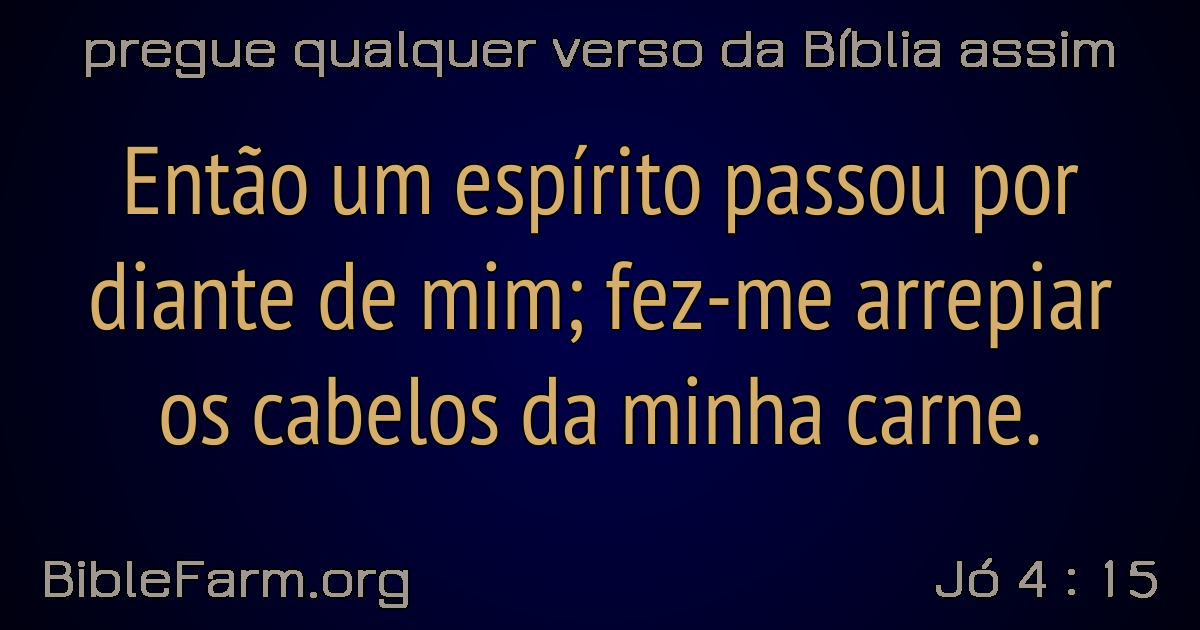 pregue qualquer verso da Bíblia assim
Então um espírito passou por
diante de mim; fez-me arrepiar
os cabelos da minha carne.
BibleFarm.org
Jó 4 : 15